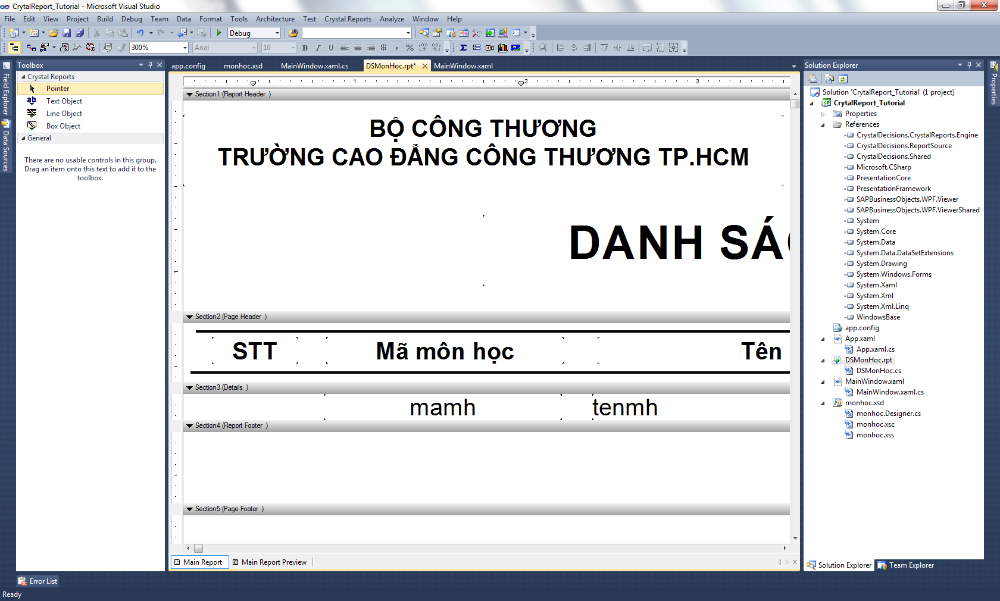 CrytalReport_Tutorial - Microsoft Visual Studio
File Edit View Project Build Debug Team Data Format Tools Architecture Test Crystal Reports Analyze Window Help
Debug
300% Arial 10 B I U $ , %
Field Explorer
Data Sources
Toolbox
Crystal Reports
Pointer
Text Object
Line Object
Box Object
General
There are no usable controls in this group.
Drag an item onto this text to add it to the
toolbox.
app.config monhoc.xsd MainWindow.xaml.cs DSMonHoc.rpt* MainWindow.xaml
1 2 3
Section1 (Report Header )
BỘ CÔNG THƯƠNG
TRƯỜNG CAO ĐẲNG CÔNG THƯƠNG TP.HCM
1
DANH SÁC
Section2 (Page Header )
STT Mã môn học Tên
Section3 (Details )
mamh tenmh
Section4 (Report Footer )
Section5 (Page Footer )
Main Report Main Report Preview
Solution Explorer
Solution 'CrytalReport_Tutorial' (1 project)
CrytalReport_Tutorial
Properties
References
CrystalDecisions.CrystalReports.Engine
CrystalDecisions.ReportSource
CrystalDecisions.Shared
Microsoft.CSharp
PresentationCore
PresentationFramework
SAPBusinessObjects.WPF.Viewer
SAPBusinessObjects.WPF.ViewerShared
System
System.Core
System.Data
System.Data.DataSetExtensions
System.Drawing
System.Windows.Forms
System.Xaml
System.Xml
System.Xml.Linq
WindowsBase
app.config
App.xaml
App.xaml.cs
DSMonHoc.rpt
DSMonHoc.cs
MainWindow.xaml
MainWindow.xaml.cs
monhoc.xsd
monhoc.Designer.cs
monhoc.xsc
monhoc.xss
Solution Explorer Team Explorer
Properties
Error List
Ready